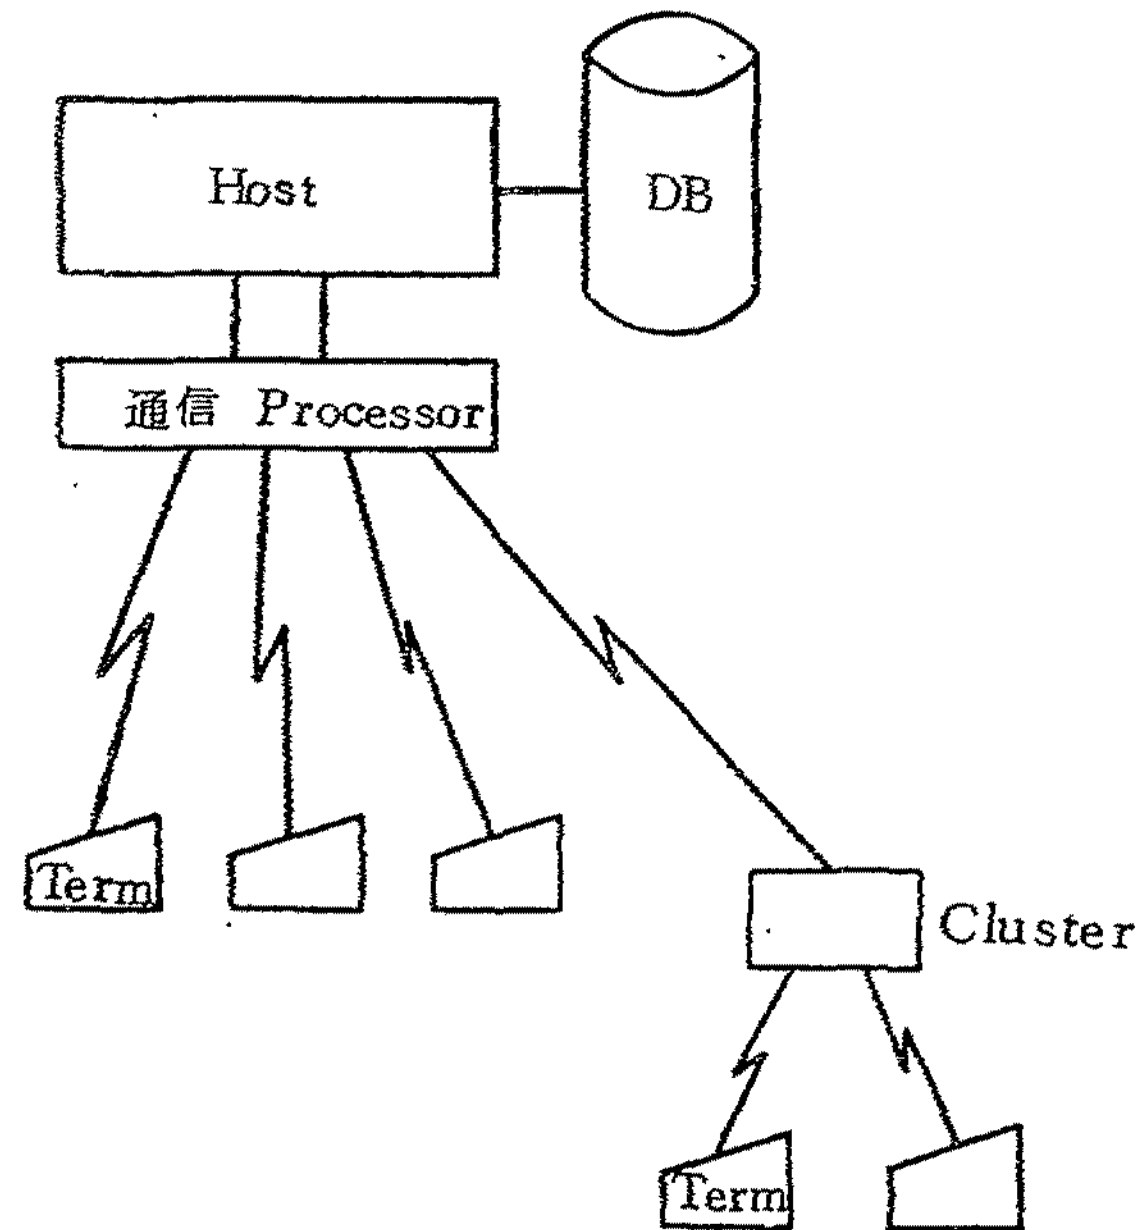 Host
DB
通信 Processor
Term
Cluster
Term